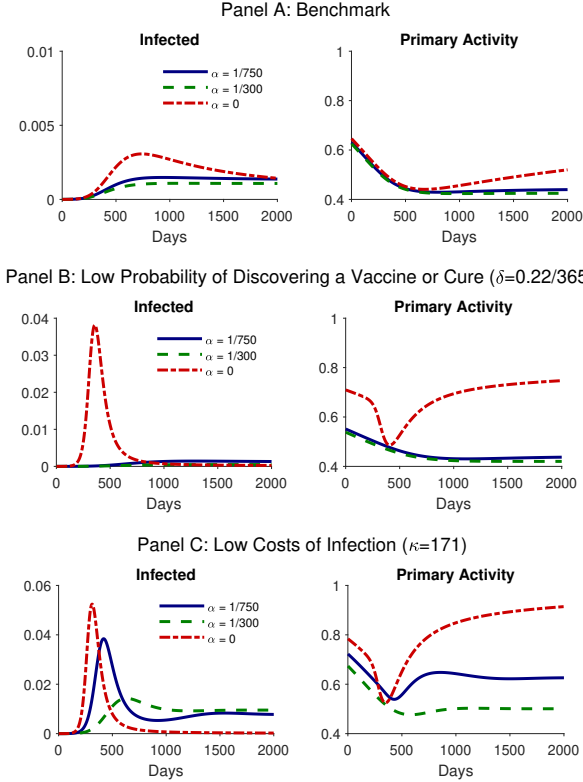 Panel A: Benchmark
Infected
0.01
0.005
0
α = 1/750
α = 1/300
α = 0
0 500 1000 1500 2000
Days
Primary Activity
1
0.8
0.6
0.4
0 500 1000 1500 2000
Days
Panel B: Low Probability of Discovering a Vaccine or Cure (δ=0.22/365
Infected
0.04
0.03
0.02
0.01
0
α = 1/750
α = 1/300
α = 0
0 500 1000 1500 2000
Days
Primary Activity
1
0.8
0.6
0.4
0 500 1000 1500 2000
Days
Panel C: Low Costs of Infection (κ=171)
Infected
0.06
0.04
0.02
0
α = 1/750
α = 1/300
α = 0
0 500 1000 1500 2000
Days
Primary Activity
1
0.9
0.8
0.7
0.6
0.5
0.4
0 500 1000 1500 2000
Days